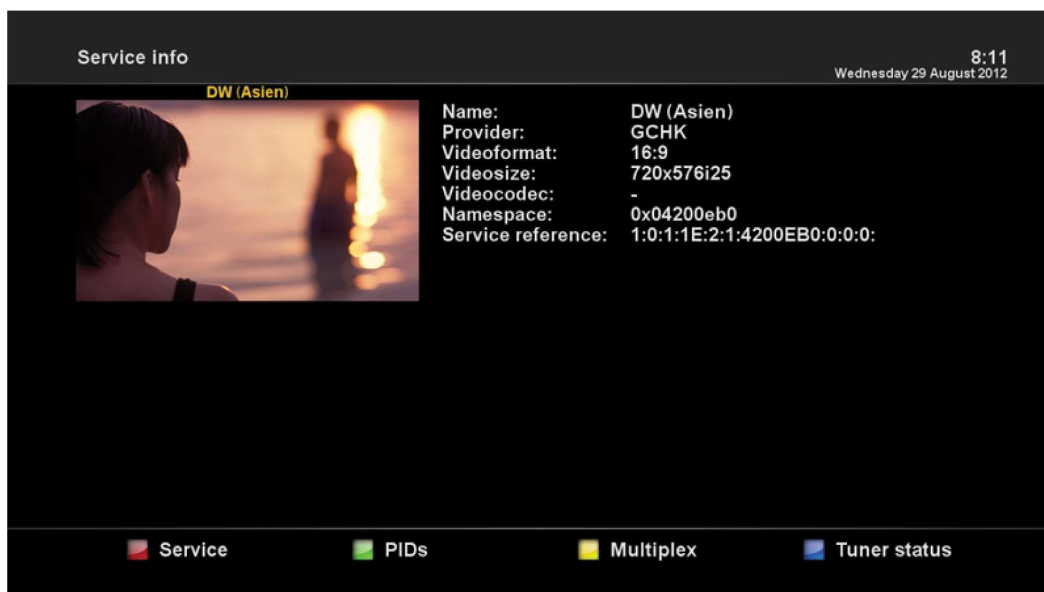 Service info
8:11
Wednesday 29 August 2012
DW (Asien)
Name: DW (Asien)
Provider: GCHK
Videoformat: 16:9
Videosize: 720x576i25
Videocodec: -
Namespace: 0x04200eb0
Service reference: 1:0:1:1E:2:1:4200EB0:0:0:0:
Service PIDs Multiplex Tuner status